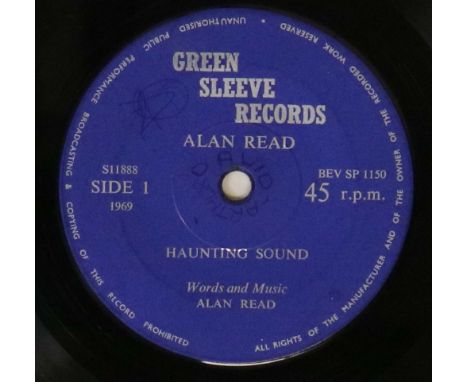 UNAUTHORISED PUBLIC PERFORMANCE BROADCASTING & COPYING OF THIS RECORD PROHIBITED
ALL RIGHTS OF THE MANUFACTURER AND OF THE OWNER OF THE RECORDED WORK RESERVED
GREEN
SLEEVE
RECORDS
ALAN READ
S11888 BEV SP 1150
SIDE 1 45 r.p.m.
1969
DAVID
HAUNTING SOUND
Words and Music
ALAN READ